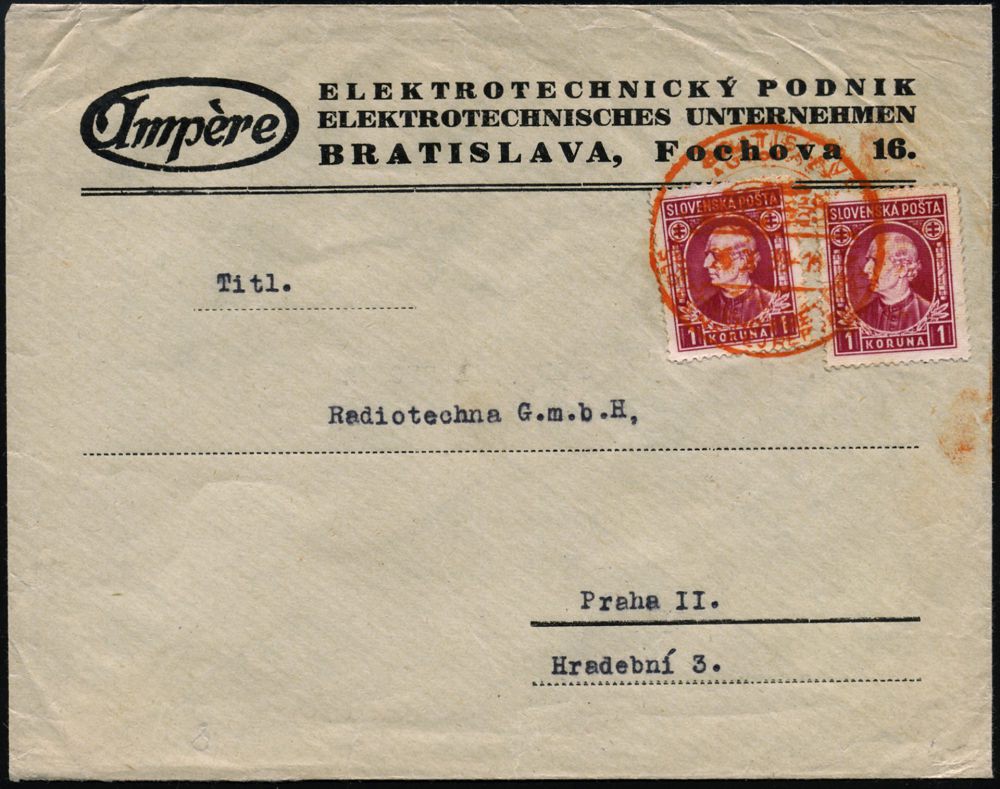 Ampère
ELEKTROTECHNICKÝ PODNIK
ELEKTROTECHNISCHES UNTERNEHMEN
BRATISLAVA, Fochova 16.
SLOVENSKÁ POŠTA
1 KORUNA 1
SLOVENSKÁ POŠTA
1 KORUNA 1
Titl.
Radiotechna G.m.b.H,
Praha II.
Hradební 3.